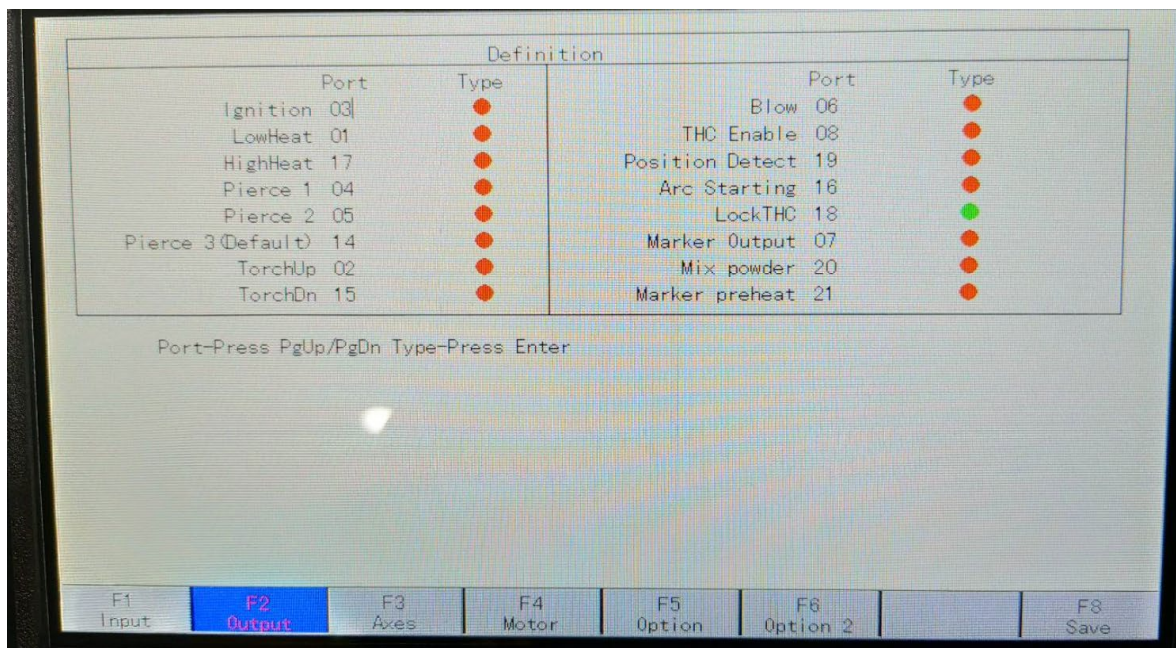 Definition
Port Type
Ignition 03
LowHeat 01
HighHeat 17
Pierce 1 04
Pierce 2 05
Pierce 3(Default) 14
TorchUp 02
TorchDn 15
Port Type
Blow 06
THC Enable 08
Position Detect 19
Arc Starting 16
LockTHC 18
Marker Output 07
Mix powder 20
Marker preheat 21
Port-Press PgUp/PgDn Type-Press Enter
F1
Input
F2
Output
F3
Axes
F4
Motor
F5
Option
F6
Option 2
F8
Save